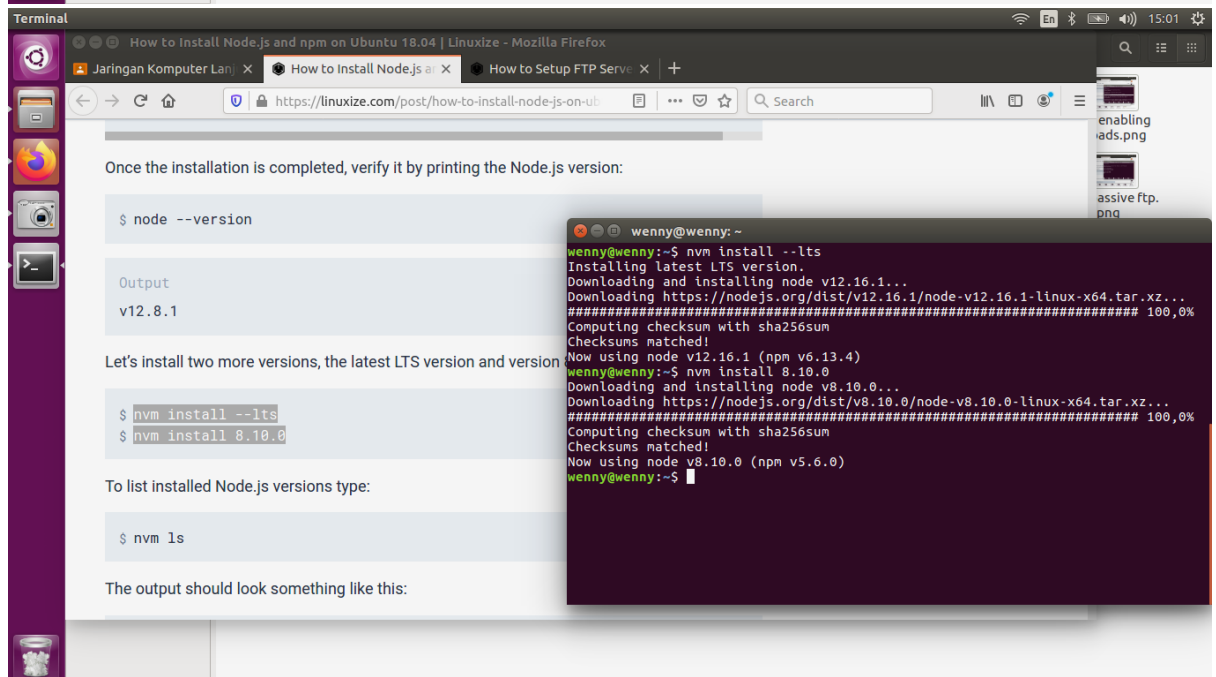 Terminal
En
15:01
How to Install Node.js and npm on Ubuntu 18.04 | Linuxize - Mozilla Firefox
Jaringan Komputer Lanj
How to Install Node.js a
How to Setup FTP Serve
https://linuxize.com/post/how-to-install-node-js-on-ub
Search
enabling
ads.png
assive ftp.
png
Once the installation is completed, verify it by printing the Node.js version:
$ node --version
Output
v12.8.1
Let's install two more versions, the latest LTS version and version
$ nvm install --lts
$ nvm install 8.10.0
To list installed Node.js versions type:
$ nvm ls
The output should look something like this:
wenny@wenny: ~
wenny@wenny:~$ nvm install --lts
Installing latest LTS version.
Downloading and installing node v12.16.1...
Downloading https://nodejs.org/dist/v12.16.1/node-v12.16.1-linux-x64.tar.xz...
######################################################################## 100,0%
Computing checksum with sha256sum
Checksums matched!
Now using node v12.16.1 (npm v6.13.4)
wenny@wenny:~$ nvm install 8.10.0
Downloading and installing node v8.10.0...
Downloading https://nodejs.org/dist/v8.10.0/node-v8.10.0-linux-x64.tar.xz...
######################################################################## 100,0%
Computing checksum with sha256sum
Checksums matched!
Now using node v8.10.0 (npm v5.6.0)
wenny@wenny:~$